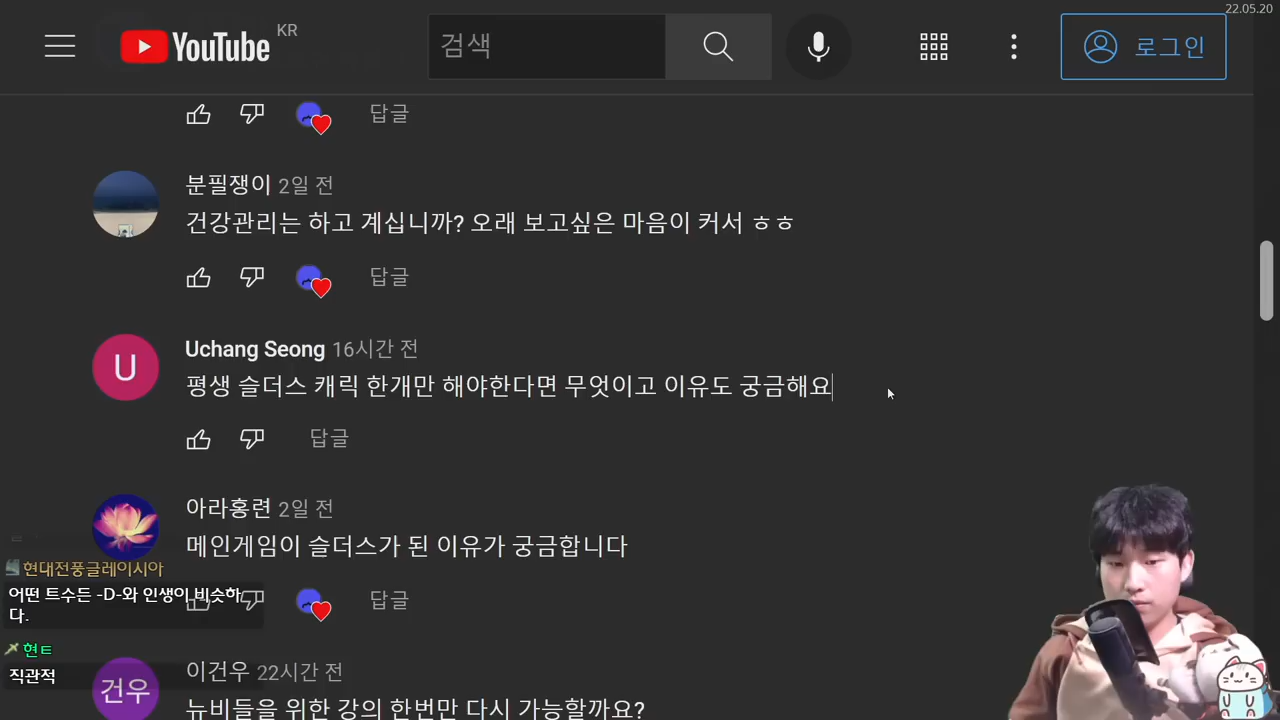 22.05.20
YouTube KR
검색
로그인
답글
분필쟁이 2일 전
건강관리는 하고 계십니까? 오래 보고싶은 마음이 커서 ㅎㅎ
답글
U
Uchang Seong 16시간 전
평생 슬더스 캐릭 한개만 해야한다면 무엇이고 이유도 궁금해요
답글
아라홍련 2일 전
메인게임이 슬더스가 된 이유가 궁금합니다
현대전풍글레이시아
어떤 트수든 -D-와 인생이 비슷하
다.
답글
현ㅌ
직관적
건우
이건우 22시간 전
뉴비들을 위한 강의 한번만 다시 가능할까요?